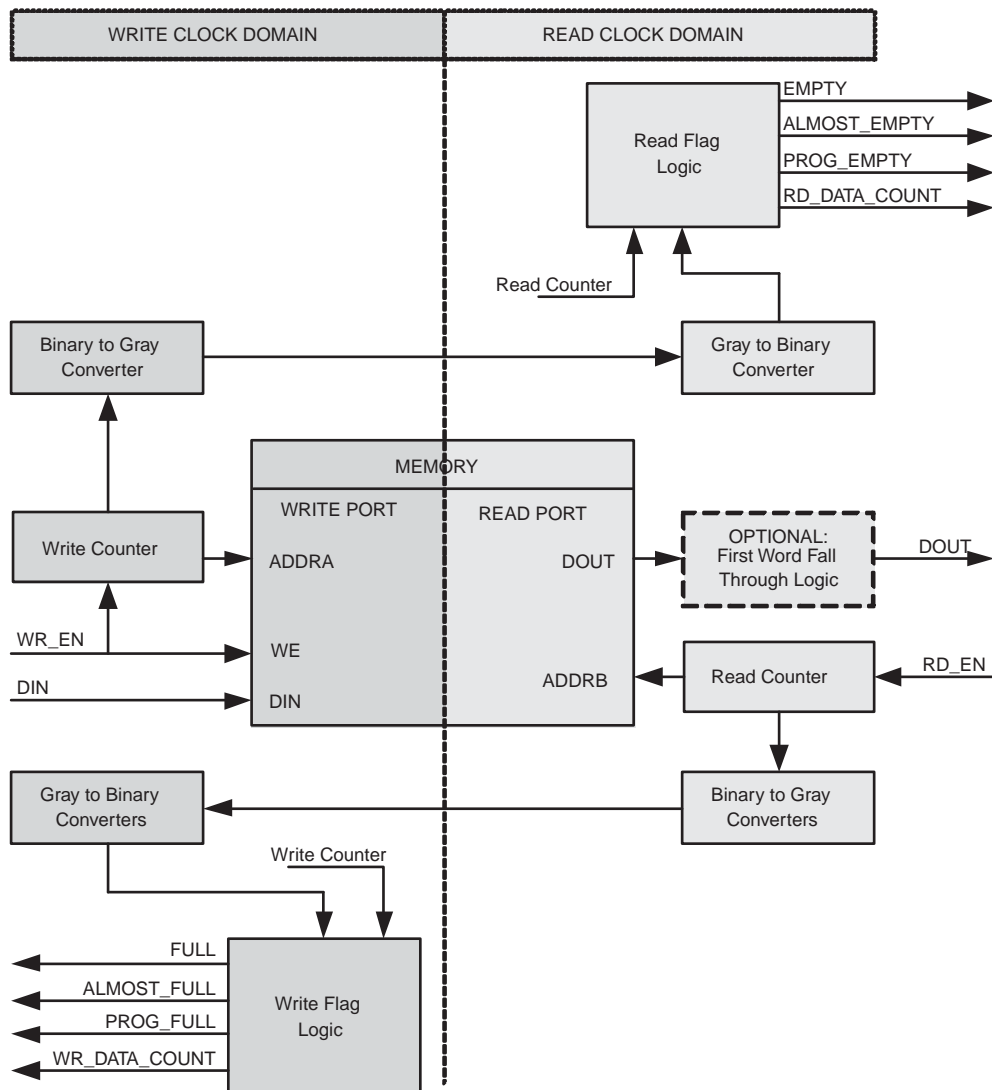 WRITE CLOCK DOMAIN
READ CLOCK DOMAIN
EMPTY
ALMOST_EMPTY
PROG_EMPTY
RD_DATA_COUNT
Read Flag
Logic
Read Counter
Binary to Gray
Converter
Gray to Binary
Converter
MEMORY
WRITE PORT
READ PORT
Write Counter
ADDRA
DOUT
OPTIONAL:
First Word Fall
Through Logic
DOUT
WR_EN
WE
DIN
DIN
ADDRB
Read Counter
RD_EN
Gray to Binary
Converters
Binary to Gray
Converters
Write Counter
FULL
ALMOST_FULL
PROG_FULL
WR_DATA_COUNT
Write Flag
Logic